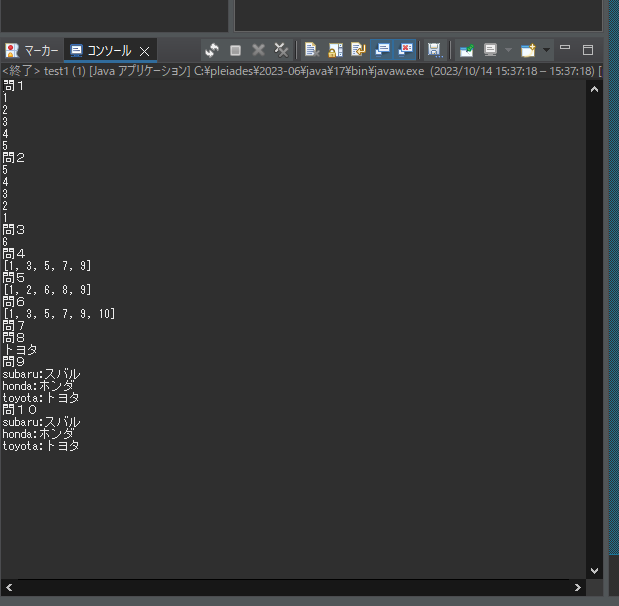 マーカー コンソール
<終了> test1 (1) [Java アプリケーション] C:¥pleiades¥2023-06¥java¥17¥bin¥javaw.exe (2023/10/14 15:37:18 – 15:37:18) [
問１
1
2
3
4
5
問２
5
4
3
2
1
問３
6
問４
[1, 3, 5, 7, 9]
問５
[1, 2, 6, 8, 9]
問６
[1, 3, 5, 7, 9, 10]
問７
問８
トヨタ
問９
subaru:スバル
honda:ホンダ
toyota:トヨタ
問１０
subaru:スバル
honda:ホンダ
toyota:トヨタ